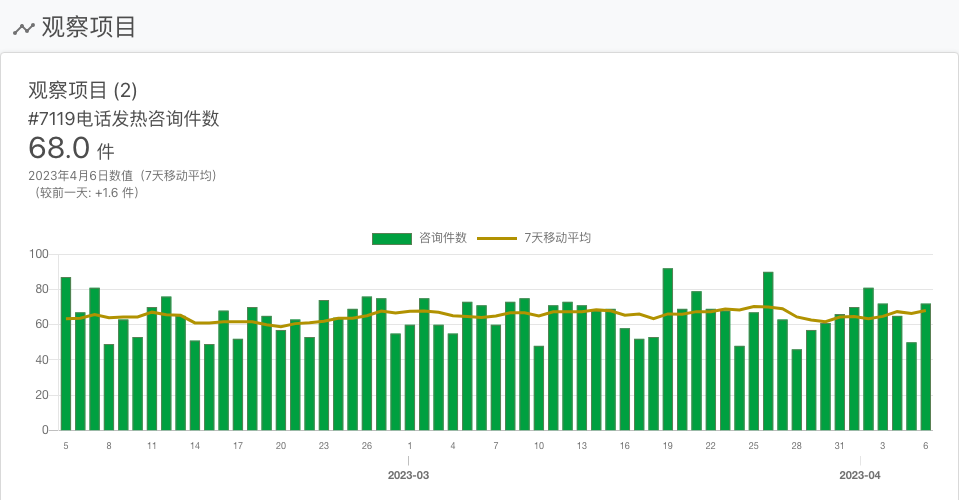 观察项目
观察项目 (2)
#7119电话发热咨询件数
68.0 件
2023年4月6日数值（7天移动平均）
（较前一天: +1.6 件）
咨询件数 7天移动平均
100
80
60
40
20
0
5 8 11 14 17 20 23 26 1 4 7 10 13 16 19 22 25 28 31 3 6
2023-03 2023-04